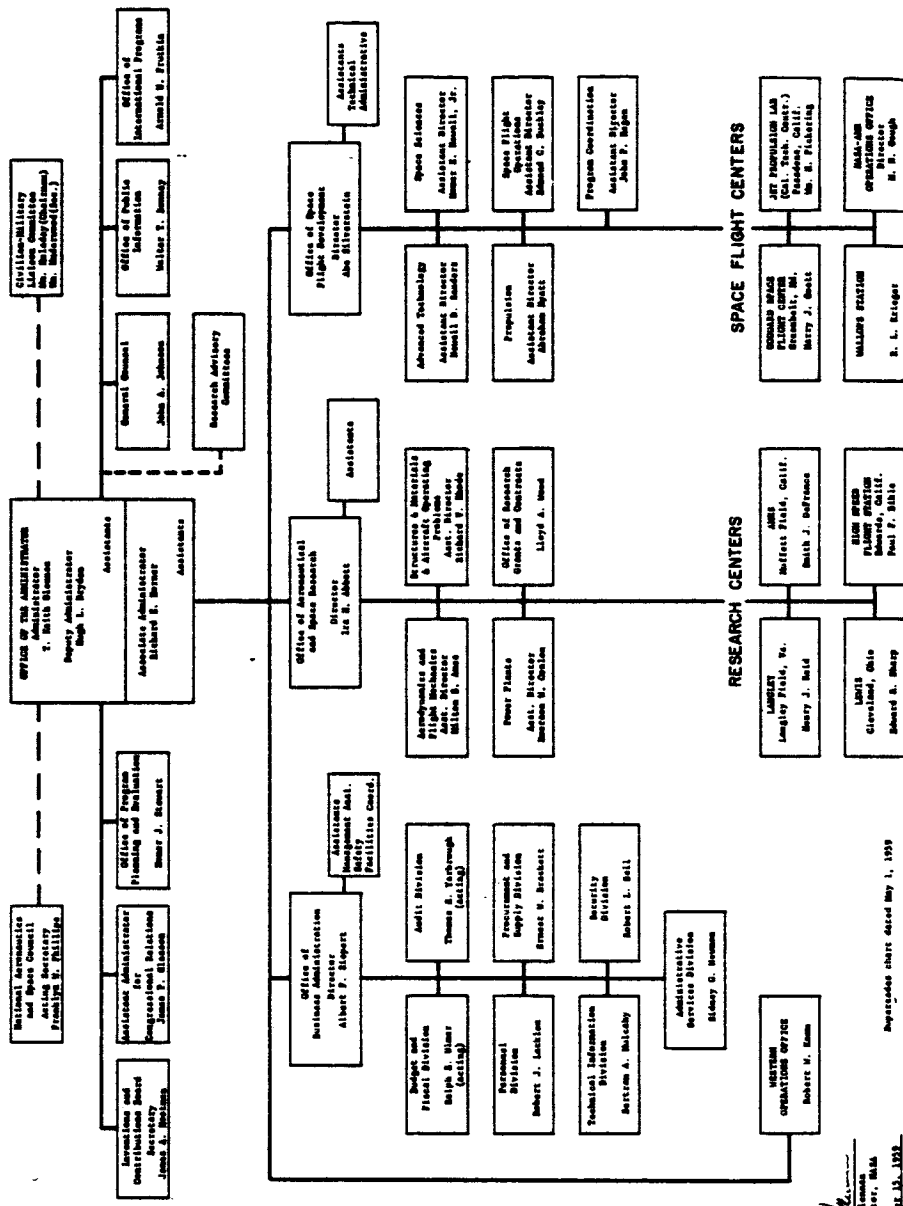 National Aeronautics
and Space Council
Acting Secretary
Franklyn W. Phillips
OFFICE OF THE ADMINISTRATOR
Administrator
T. Keith Glennan
Deputy Administrator
Hugh L. Dryden
Assistants
Associate Administrator
Richard E. Horner
Assistants
Civilian-Military
Liaison Committee
Wm. Holaday(Chairman)
Wm. Underwood(Sec.)
Inventions and
Contributions Board
Secretary
James A. Hootman
Assistant Administrator
for
Congressional Relations
James P. Gleason
Office of Program
Planning and Evaluation
Homer J. Stewart
General Counsel
John A. Johnson
Office of Public
Information
Walter T. Bonney
Office of
International Programs
Arnold W. Frutkin
Research Advisory
Committees
Office of
Business Administration
Director
Albert F. Siepert
Assistants
Management Anal.
Safety
Facilities Coord.
Office of Aeronautical
and Space Research
Director
Ira H. Abbott
Assistants
Office of Space
Flight Development
Director
Abe Silverstein
Assistants
Technical
Administrative
Budget and
Fiscal Division
Ralph E. Ulmer
(Acting)
Audit Division
Thomas E. Yarbrough
(Acting)
Personnel
Division
Robert J. Lacklen
Procurement and
Supply Division
Ernest W. Brackett
Technical Information
Division
Bertram A. Mulcahy
Security
Division
Robert L. Bell
Administrative
Services Division
Sidney G. Newman
Aerodynamics and
Flight Mechanics
Asst. Director
Milton B. Ames
Structures & Materials
& Aircraft Operating
Problems
Asst. Director
Richard V. Rhode
Power Plants
Asst. Director
Emerson W. Conlon
Office of Research
Grants and Contracts
Lloyd A. Wood
Advanced Technology
Assistant Director
Newell D. Sanders
Space Sciences
Assistant Director
Homer E. Newell, Jr.
Propulsion
Assistant Director
Abraham Hyatt
Space Flight
Operations
Assistant Director
Edmond C. Buckley
Program Coordination
Assistant Director
John P. Hagen
RESEARCH CENTERS
SPACE FLIGHT CENTERS
WESTERN
OPERATIONS OFFICE
Robert W. Kamm
LANGLEY
Langley Field, Va.
Henry J. Reid
AMES
Moffett Field, Calif.
Smith J. DeFrance
LEWIS
Cleveland, Ohio
Edward R. Sharp
HIGH SPEED
FLIGHT STATION
Edwards, Calif.
Paul F. Bikle
GODDARD SPACE
FLIGHT CENTER
Greenbelt, Md.
Harry J. Goett
JET PROPULSION LAB
(Cal. Tech. Contr.)
Pasadena, Calif.
Wm. H. Pickering
WALLOPS STATION
R. L. Krieger
NASA-AMR
OPERATIONS OFFICE
Director
M. N. Gough
Supersedes chart dated May 1, 1959